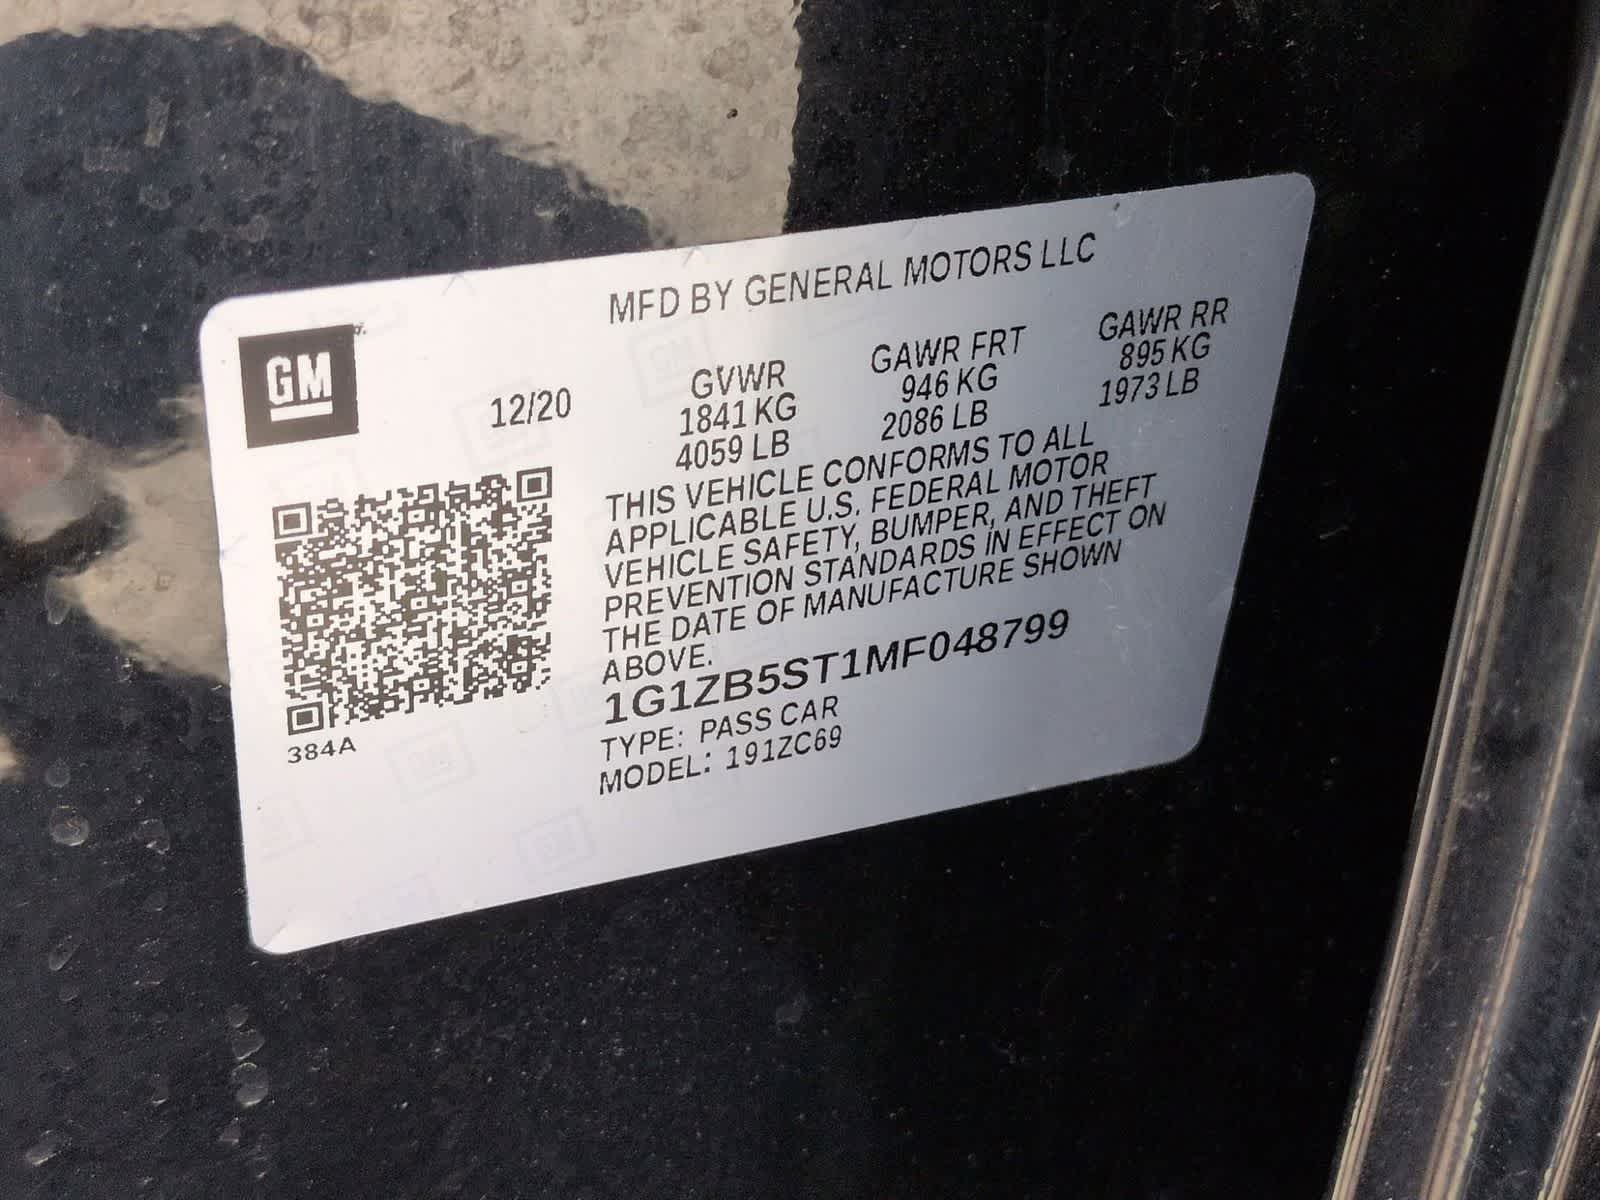 MFD BY GENERAL MOTORS LLC
GM
12/20
GVWR
1841 KG
4059 LB
GAWR FRT
946 KG
2086 LB
GAWR RR
895 KG
1973 LB
THIS VEHICLE CONFORMS TO ALL
APPLICABLE U.S. FEDERAL MOTOR
VEHICLE SAFETY, BUMPER, AND THEFT
PREVENTION STANDARDS IN EFFECT ON
THE DATE OF MANUFACTURE SHOWN
ABOVE.
1G1ZB5ST1MF048799
TYPE: PASS CAR
MODEL: 191ZC69
384A